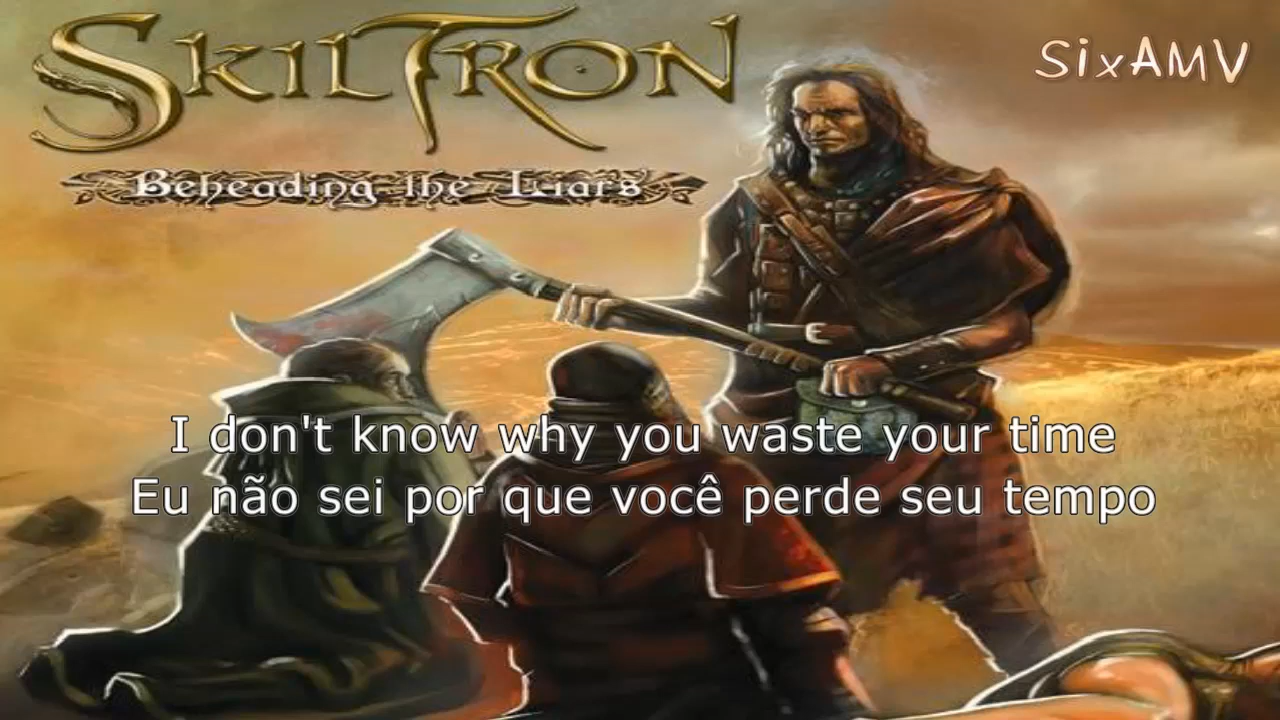 SKILTRON
SixAMV
Beheading the Liars
I don't know why you waste your time
Eu não sei por que você perde seu tempo